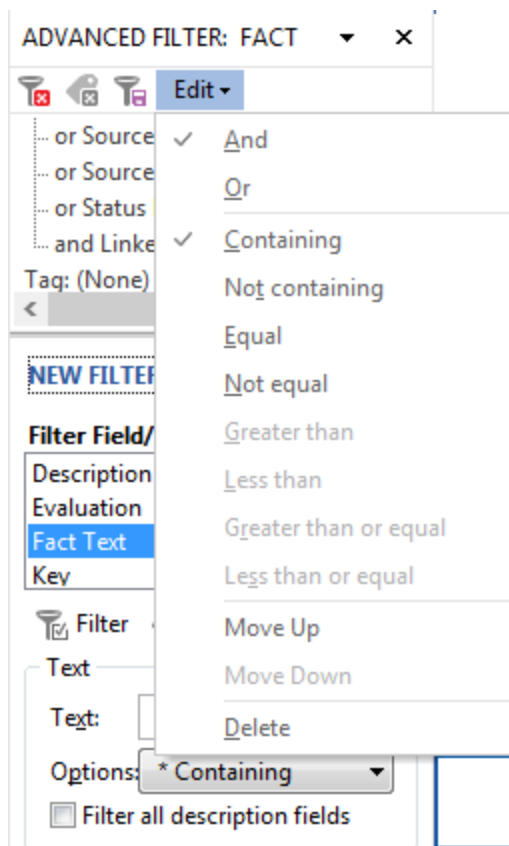 ADVANCED FILTER: FACT
Edit
or Source
And
or Source
Or
or Status
and Linke
Containing
Tag: (None)
Not containing
Equal
NEW FILTER
Not equal
Filter Field/
Greater than
Description
Less than
Evaluation
Fact Text
Greater than or equal
Key
Less than or equal
Filter
Move Up
Text
Move Down
Text:
Delete
Options: * Containing
Filter all description fields